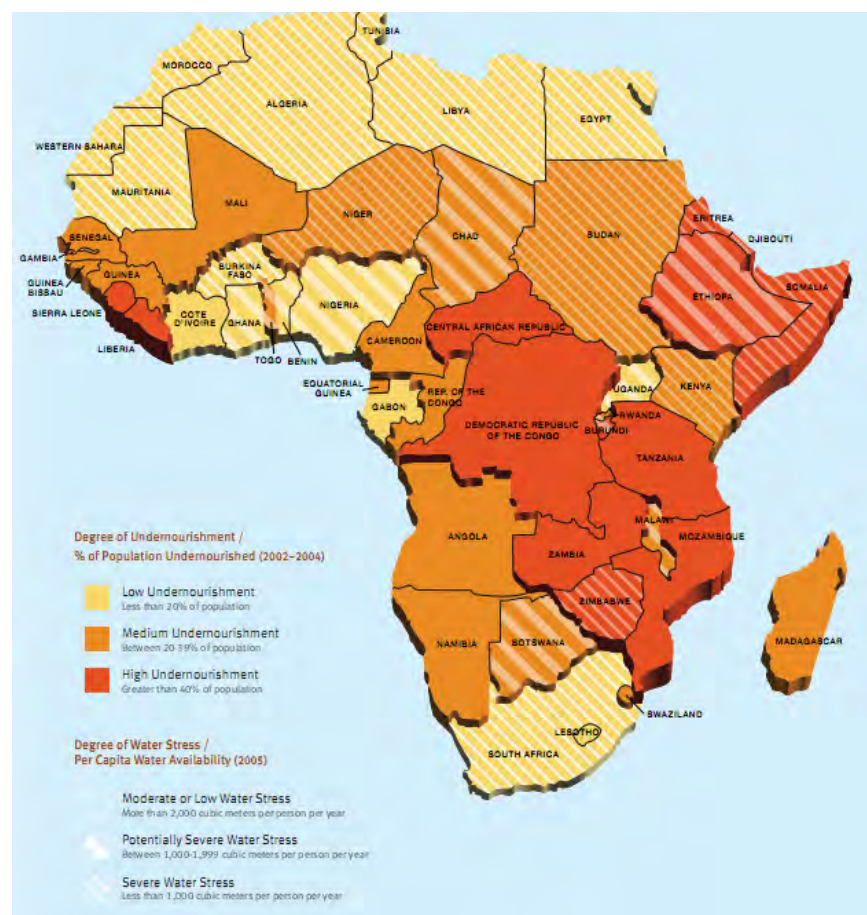 TUNISIA
MOROCCO
ALGERIA
LIBYA
EGYPT
WESTERN SAHARA
MAURITANIA
MALI
NIGER
CHAD
SUDAN
ERITREA
DJIBOUTI
SENEGAL
GAMBIA
GUINEA
BISSAU
GUINEA
SIERRA LEONE
LIBERIA
BURKINA
FABO
COTE
D'IVOIRE
GHANA
TOGO
BENIN
NIGERIA
CAMEROON
CENTRAL AFRICAN REPUBLIC
ETHIOPA
SOMALIA
EQUATORIAL
GUINEA
GABON
REP. OF THE
CONGO
DEMOCRATIC REPUBLIC
OF THE CONGO
UGANDA
KENYA
RWANDA
BURUNDI
TANZANIA
ANGOLA
ZAMBIA
MALAWI
MOZAMBIQUE
ZIMBABWE
NAMIBIA
BOTSWANA
MADAGASCAR
SWAZILAND
LESOTHO
SOUTH AFRICA
Degree of Undernourishment /
% of Population Undernourished (2002–2004)
Low Undernourishment
Less than 20% of population
Medium Undernourishment
Between 20-39% of population
High Undernourishment
Greater than 40% of population
Degree of Water Stress /
Per Capita Water Availability (2005)
Moderate or Low Water Stress
More than 2,000 cubic meters per person per year
Potentially Severe Water Stress
Between 1,000-1,999 cubic meters per person per year
Severe Water Stress
Less than 1,000 cubic meters per person per year